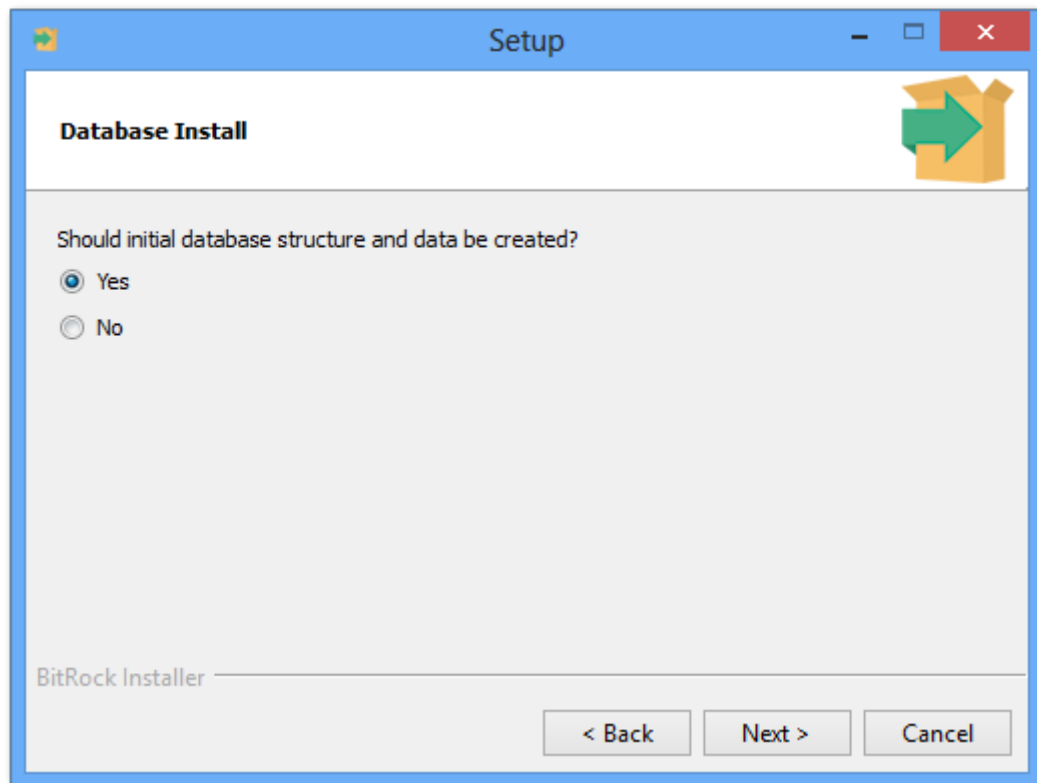 Setup
Database Install
Should initial database structure and data be created?
Yes
No
BitRock Installer
< Back
Next >
Cancel